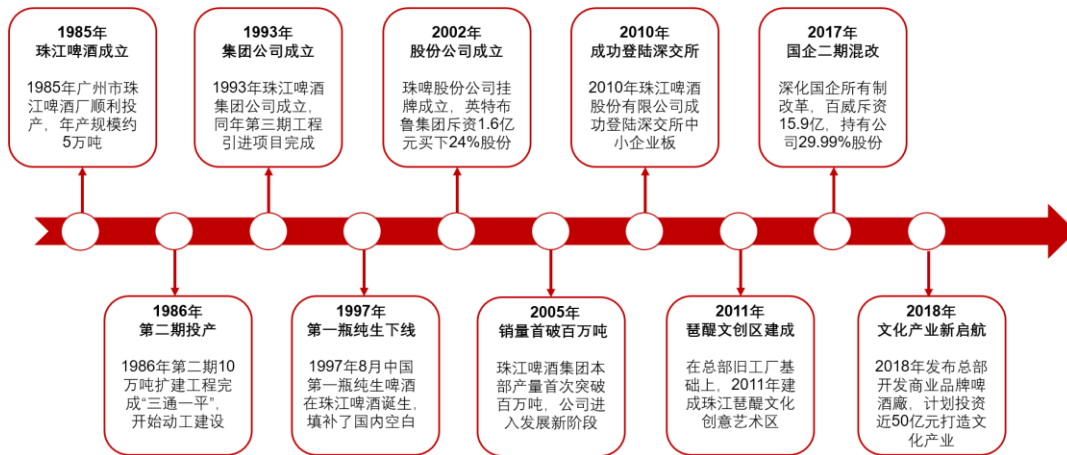 1985年
珠江啤酒成立
1985年广州市珠
江啤酒厂顺利投
产，年产规模约
5万吨
1993年
集团公司成立
1993年珠江啤酒
集团公司成立，
同年第三期工程
引进项目完成
2002年
股份公司成立
珠啤股份公司挂
牌成立，英特布
鲁集团斥资1.6亿
元买下24%股份
2010年
成功登陆深交所
2010年珠江啤酒
股份有限公司成
功登陆深交所中
小企业板
2017年
国企二期混改
深化国企所有制
改革，百威斥资
15.9亿，持有公
司29.99%股份
1986年
第二期投产
1986年第二期10
万吨扩建工程完
成“三通一平”，
开始动工建设
1997年
第一瓶纯生下线
1997年8月中国
第一瓶纯生啤酒
在珠江啤酒诞生，
填补了国内空白
2005年
销量首破百万吨
珠江啤酒集团本
部产量首次突破
百万吨，公司进
入发展新阶段
2011年
琶醍文创区建成
在总部旧工厂基
础上，2011年建
成珠江琶醍文化
创意艺术区
2018年
文化产业新启航
2018年发布总部
开发商业品牌啤
酒廠，计划投资
近50亿元打造文
化产业